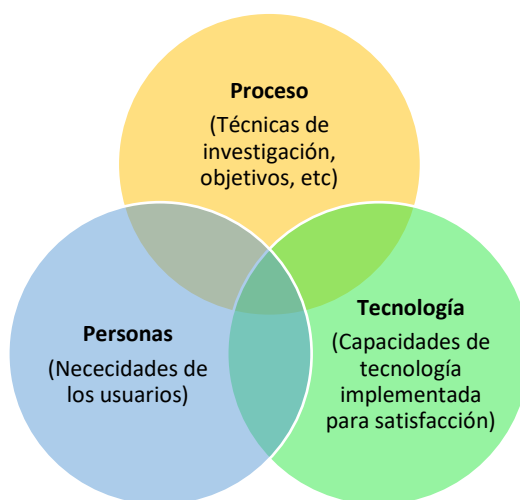 Proceso
(Técnicas de
investigación,
objetivos, etc)
Personas
(Nececidades de
los usuarios)
Tecnología
(Capacidades de
tecnología
implementada
para satisfacción)